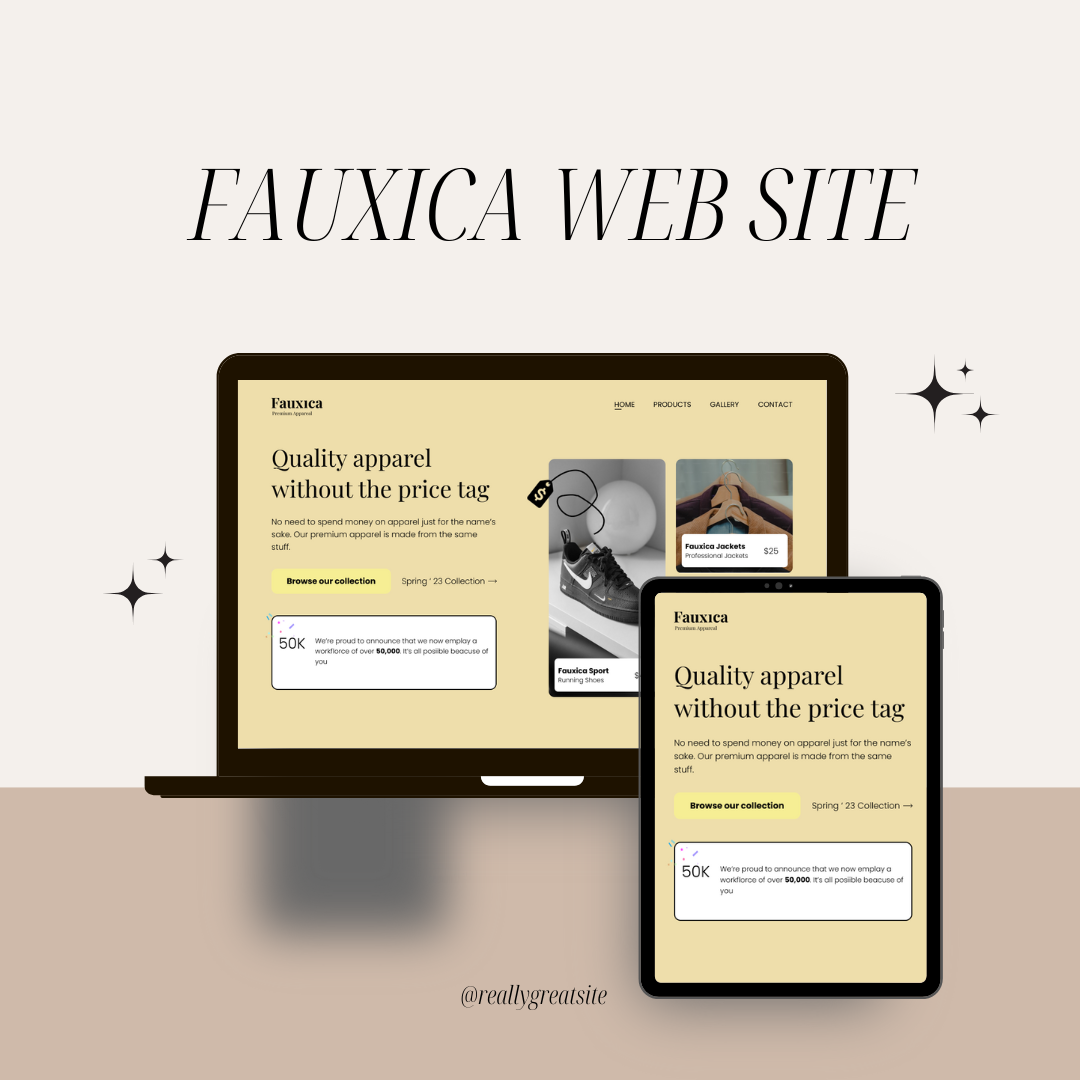 FAUXICA WEB SITE
Fauxıca
Premium Apparel
HOME PRODUCTS GALLERY CONTACT
Quality apparel
without the price tag
No need to spend money on apparel just for the name's
sake. Our premium apparel is made from the same
stuff.
Browse our collection
Spring ' 23 Collection →
50K
We're proud to announce that we now emplay a
workfiorce of over 50,000. It's all posiible beacuse of
you
$
Fauxica Sport
Running Shoes
$
Fauxica Jackets
Professional Jackets
$25
Fauxıca
Premium Apparel
Quality apparel
without the price tag
No need to spend money on apparel just for the name's
sake. Our premium apparel is made from the same
stuff.
Browse our collection
Spring ' 23 Collection →
50K
We're proud to announce that we now emplay a
workfiorce of over 50,000. It's all posiible beacuse of
you
@reallygreatsite